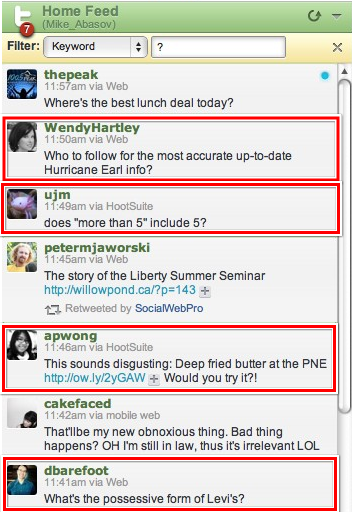 Home Feed
(Mike_Abasov)
7
Filter: Keyword ?
thepeak
11:57am via Web
Where's the best lunch deal today?
WendyHartley
11:50am via Web
Who to follow for the most accurate up-to-date
Hurricane Earl info?
ujm
11:49am via HootSuite
does "more than 5" include 5?
petermjaworski
11:45am via Web
The story of the Liberty Summer Seminar
http://willowpond.ca/?p=143
Retweeted by SocialWebPro
apwong
11:46am via HootSuite
This sounds disgusting: Deep fried butter at the PNE
http://ow.ly/2yGAW Would you try it?!
cakefaced
11:42am via mobile web
That'llbe my new obnoxious thing. Bad thing
happens? OH I'm still in law, thus it's irrelevant LOL
dbarefoot
11:41am via Web
What's the possessive form of Levi's?